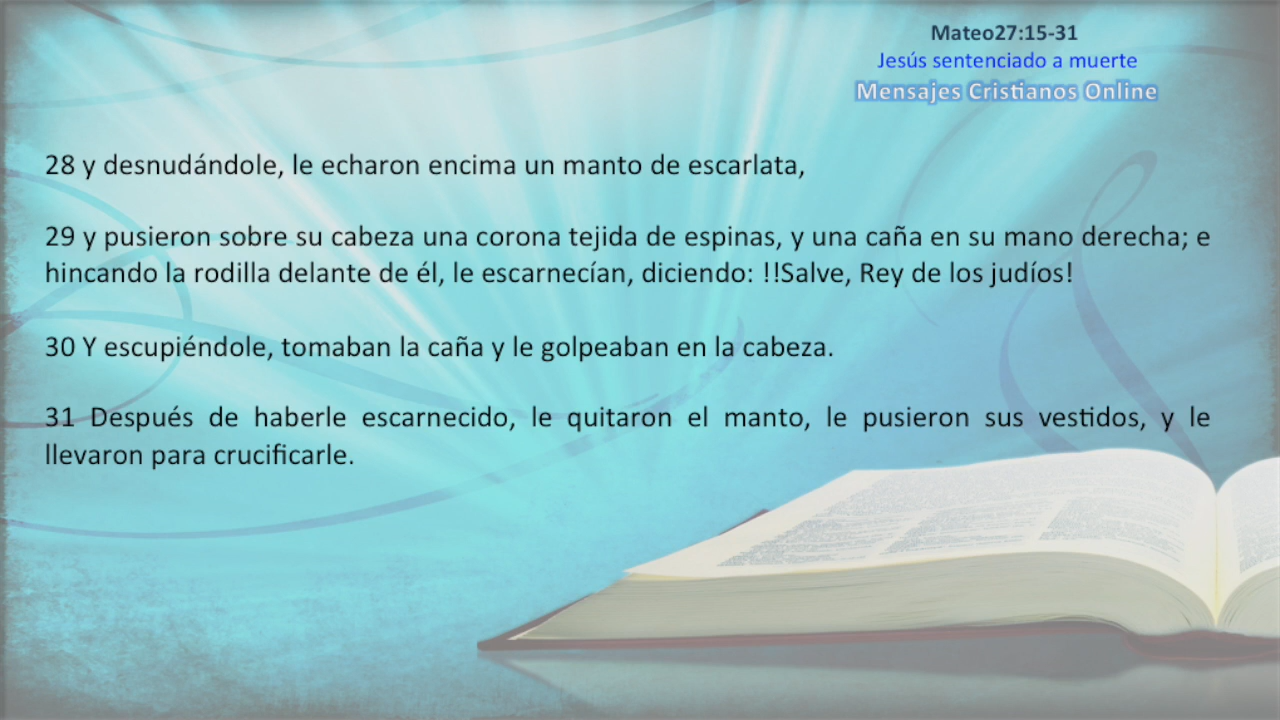 Mateo27:15-31
Jesús sentenciado a muerte
Mensajes Cristianos Online
28 y desnudándole, le echaron encima un manto de escarlata,
29 y pusieron sobre su cabeza una corona tejida de espinas, y una caña en su mano derecha; e
hincando la rodilla delante de él, le escarnecían, diciendo: !!Salve, Rey de los judíos!
30 Y escupiéndole, tomaban la caña y le golpeaban en la cabeza.
31 Después de haberle escarnecido, le quitaron el manto, le pusieron sus vestidos, y le
llevaron para crucificarle.